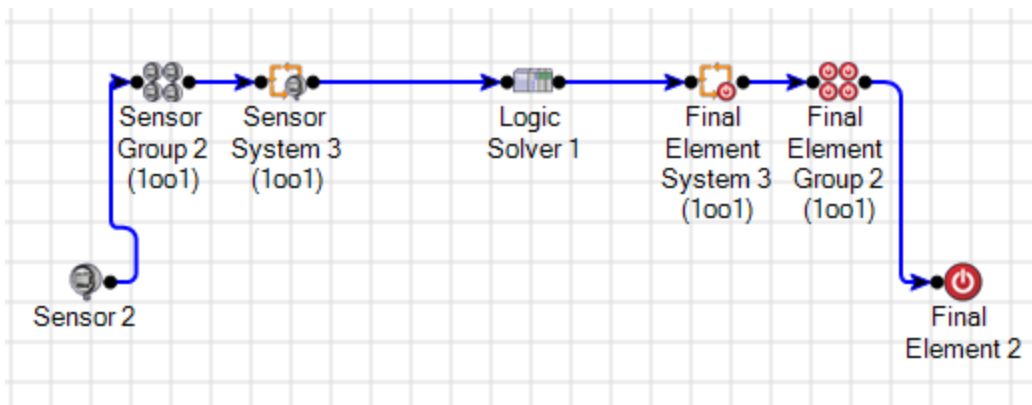 Sensor
Group 2
(1oo1)
Sensor
System 3
(1oo1)
Logic
Solver 1
Final
Element
System 3
(1oo1)
Final
Element
Group 2
(1oo1)
Sensor 2
Final
Element 2